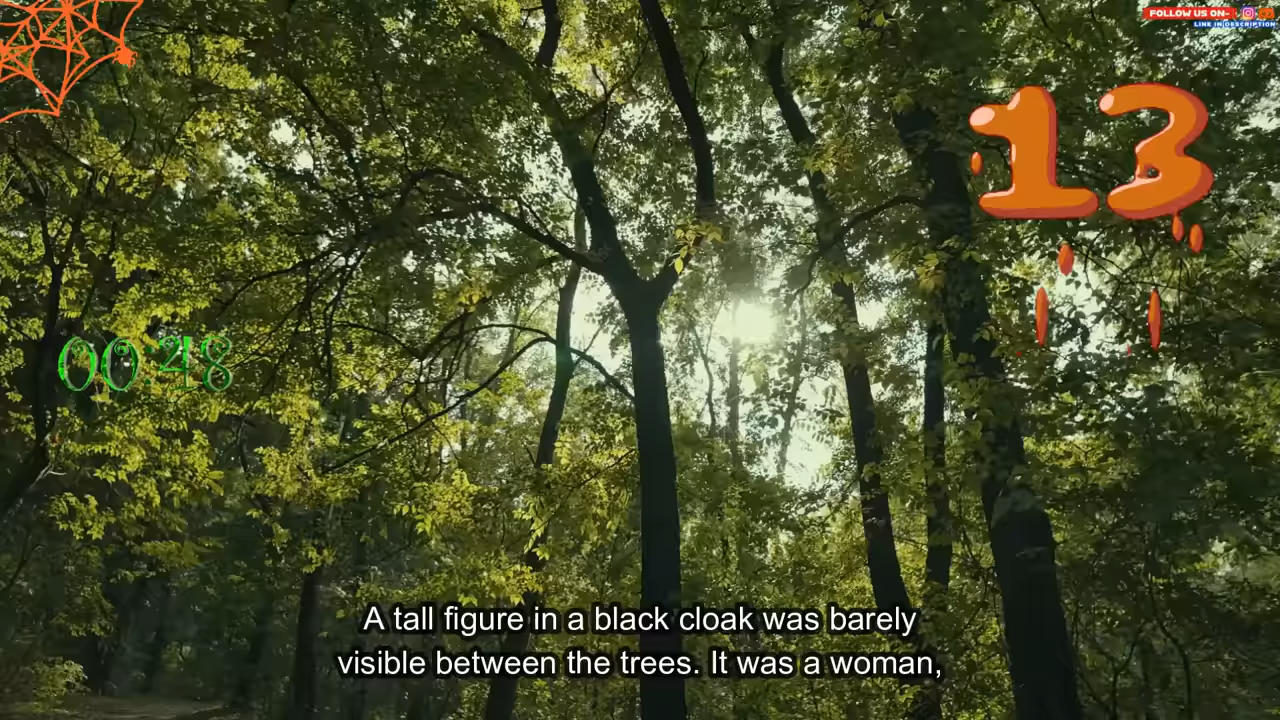 FOLLOW US ON-
LINK IN DESCRIPTION
13
00:48
A tall figure in a black cloak was barely
visible between the trees. It was a woman,